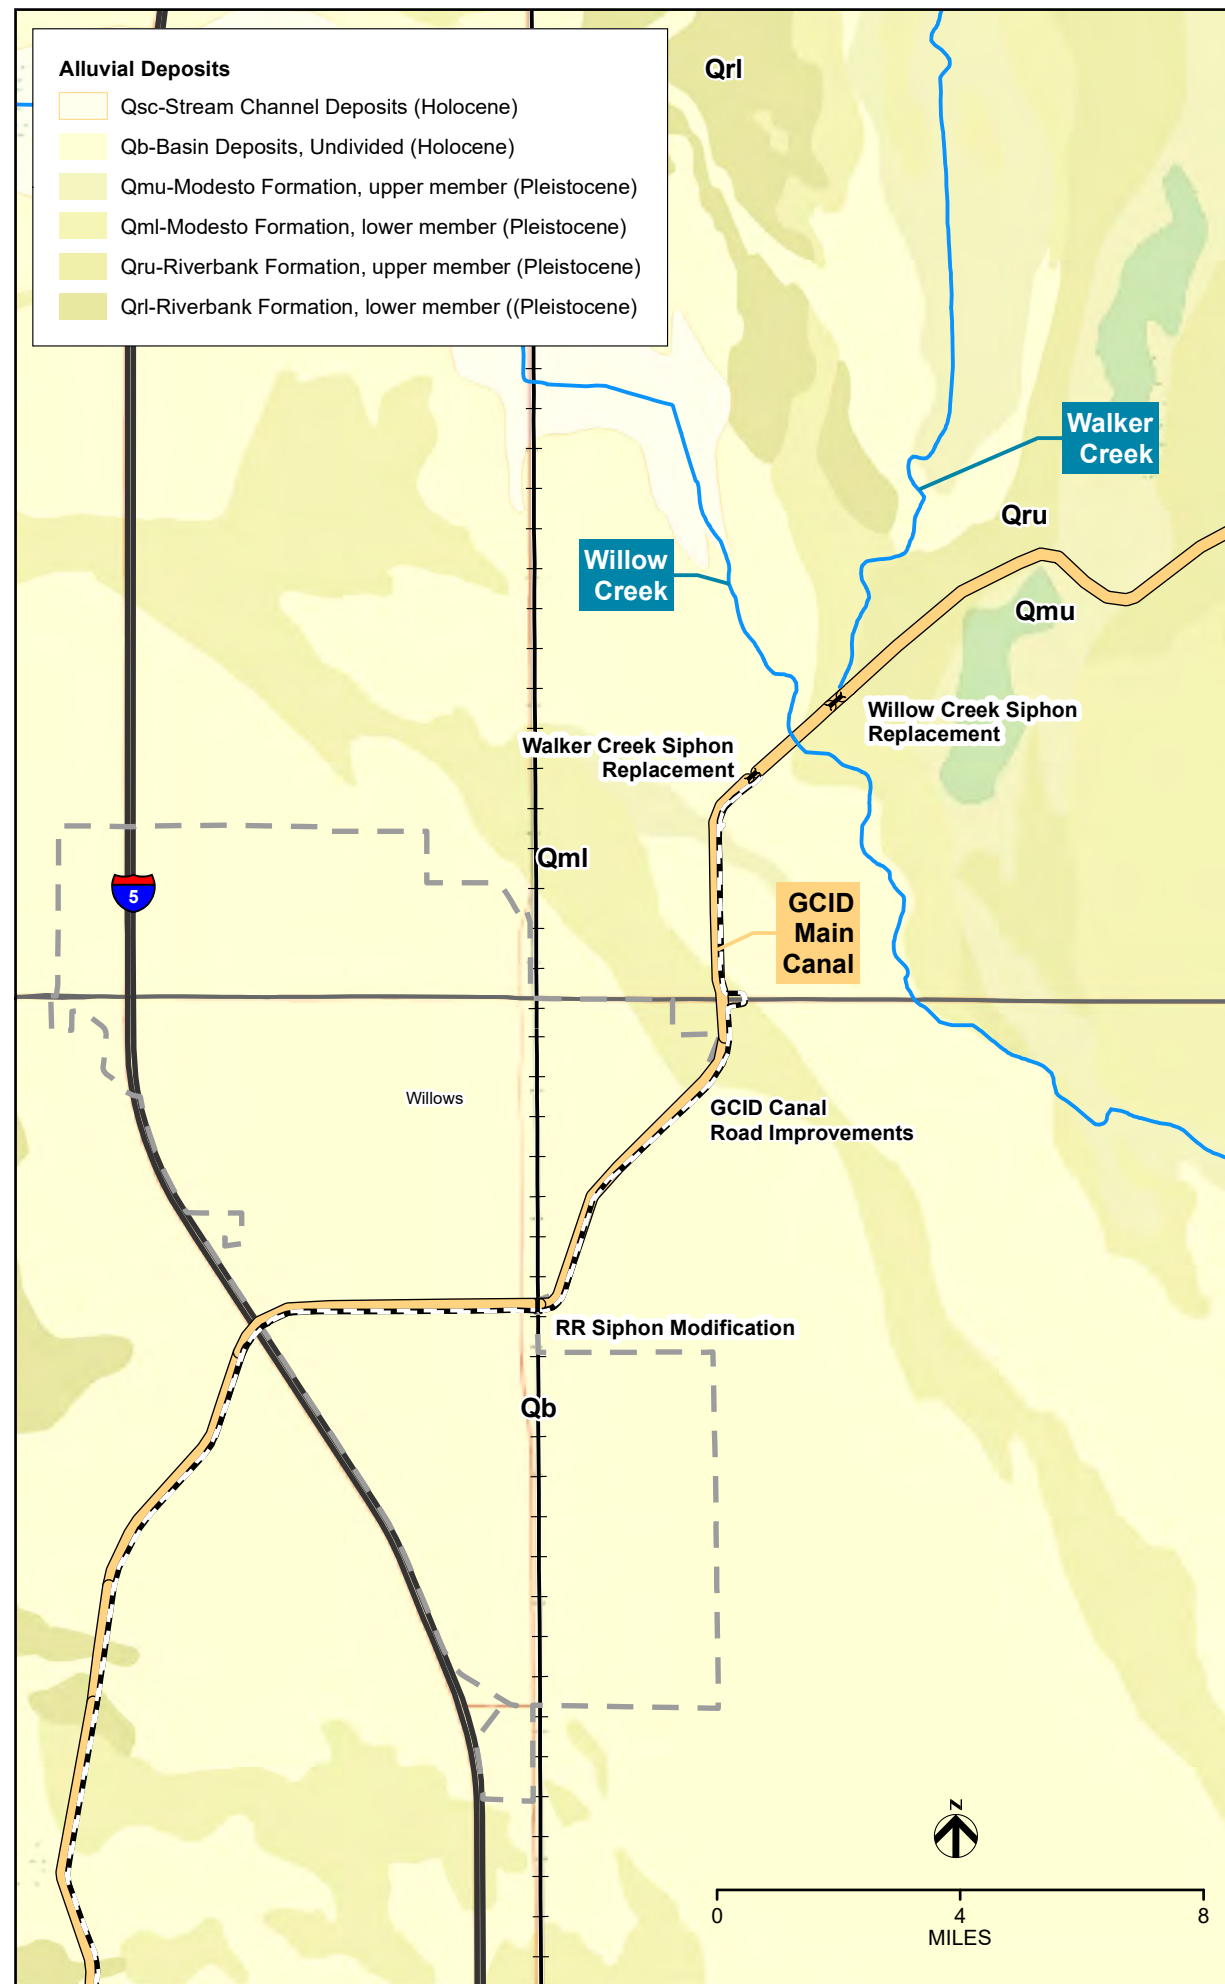 Alluvial Deposits
Qsc-Stream Channel Deposits (Holocene)
Qb-Basin Deposits, Undivided (Holocene)
Qmu-Modesto Formation, upper member (Pleistocene)
Qml-Modesto Formation, lower member (Pleistocene)
Qru-Riverbank Formation, upper member (Pleistocene)
Qrl-Riverbank Formation, lower member ((Pleistocene)
Qrl
Walker
Creek
Qru
Willow
Creek
Qmu
Willow Creek Siphon
Replacement
Walker Creek Siphon
Replacement
Qml
5
GCID
Main
Canal
Willows
GCID Canal
Road Improvements
RR Siphon Modification
Qb
N
0 4 8
MILES